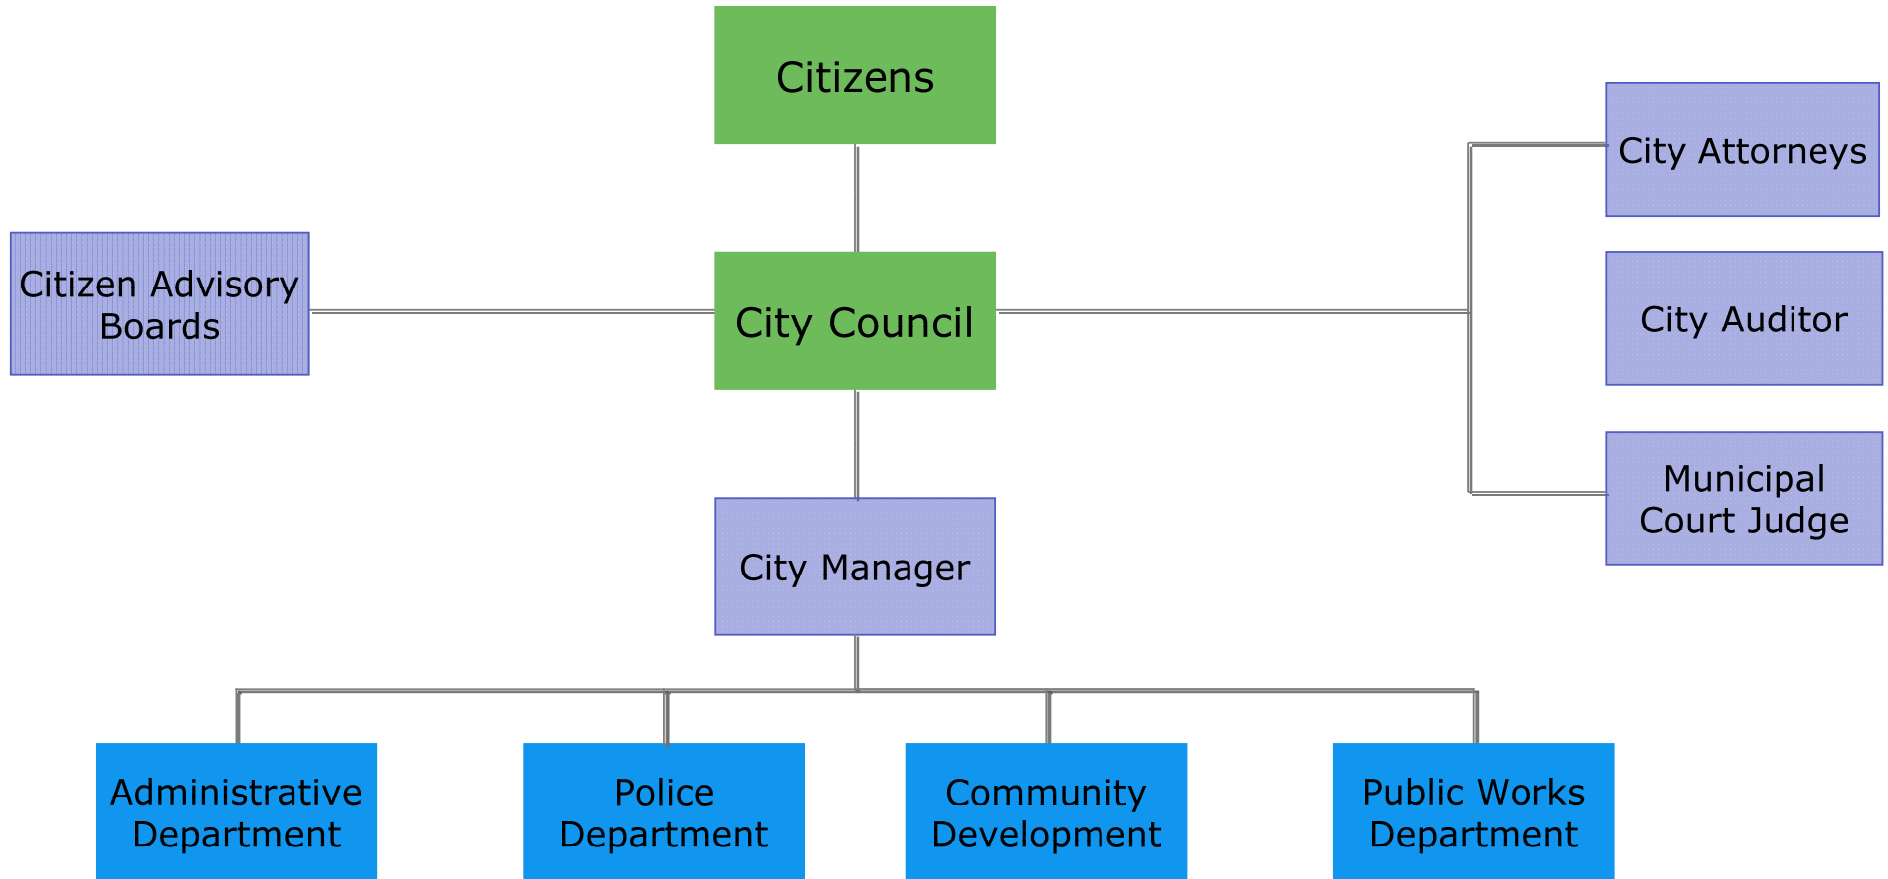 Citizens
City Attorneys
Citizen Advisory
Boards
City Council
City Auditor
Municipal
Court Judge
City Manager
Administrative
Department
Police
Department
Community
Development
Public Works
Department